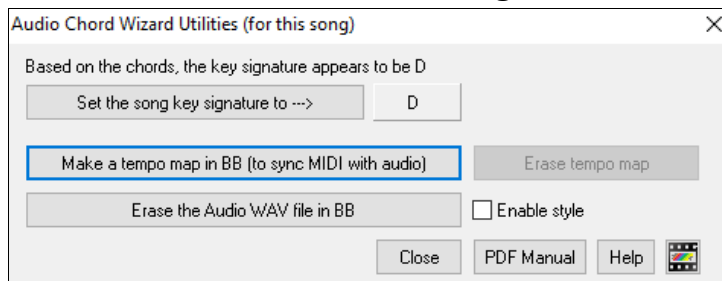 Audio Chord Wizard Utilities (for this song)
Based on the chords, the key signature appears to be D
Set the song key signature to ---> D
Make a tempo map in BB (to sync MIDI with audio) Erase tempo map
Erase the Audio WAV file in BB Enable style
Close PDF Manual Help